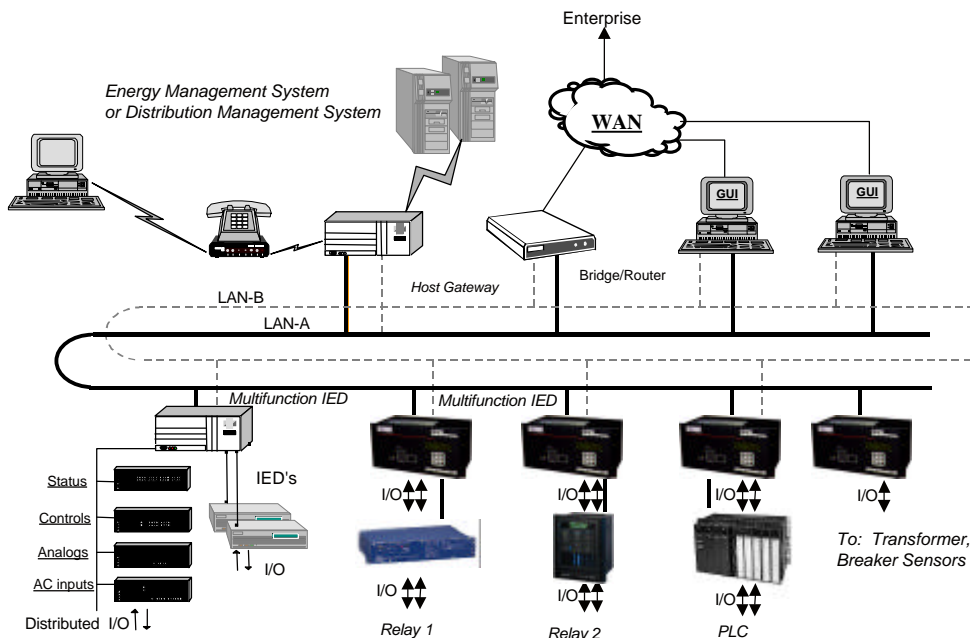 Enterprise
Energy Management System
or Distribution Management System
WAN
GUI
GUI
Bridge/Router
Host Gateway
LAN-B
LAN-A
Multifunction IED
Multifunction IED
Status
Controls
Analogs
AC inputs
Distributed I/O
IED's
I/O
I/O
I/O
I/O
I/O
To: Transformer,
Breaker Sensors
I/O
I/O
I/O
Relay 1
Relay 2
PLC